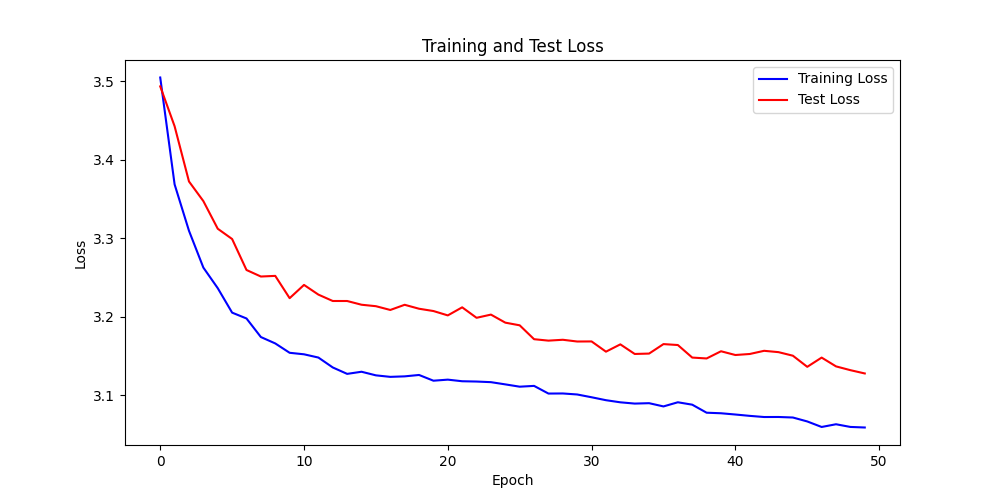 Training and Test Loss
Training Loss
Test Loss
3.5
3.4
3.3
3.2
3.1
Loss
0 10 20 30 40 50
Epoch